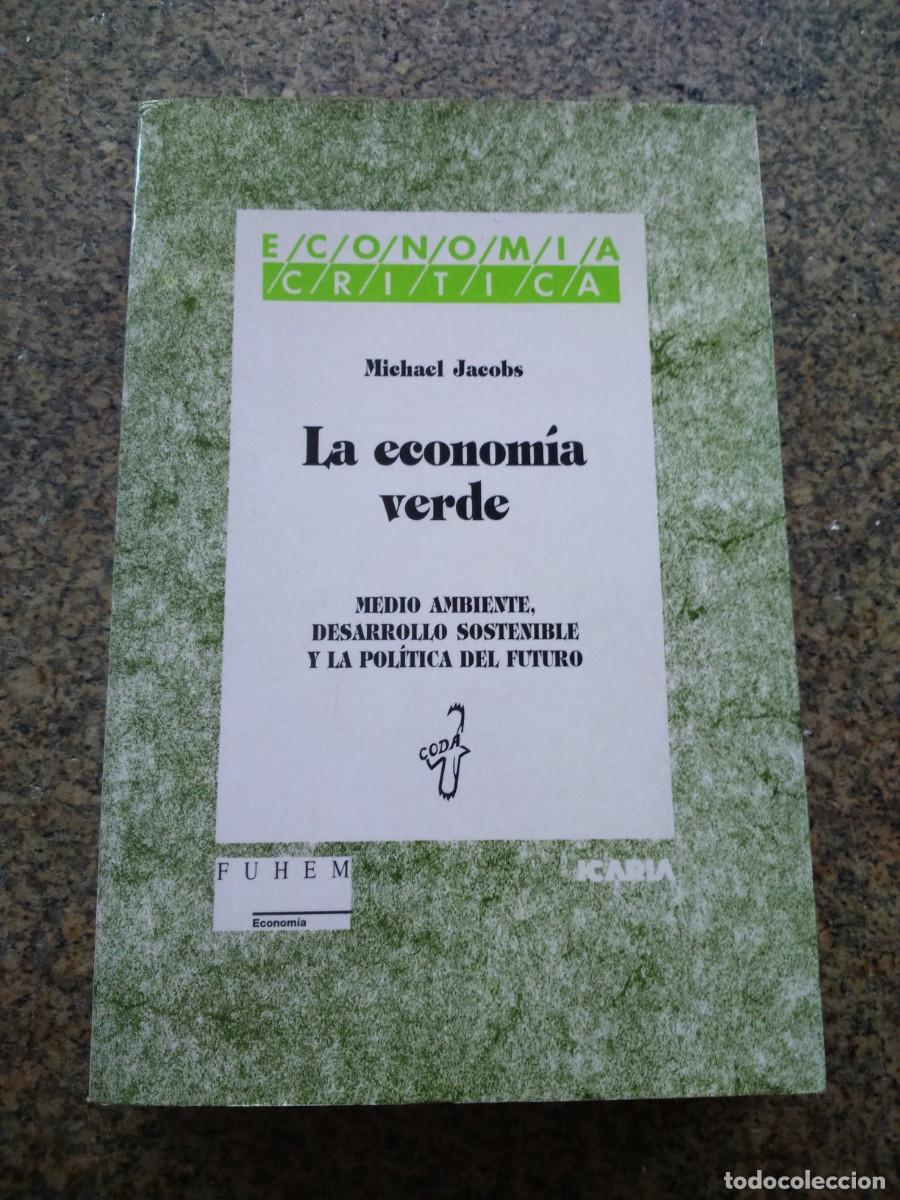 E/C/O/N/O/M/I/A
/C/R/I/T/I/C/A
Michael Jacobs
La economía
verde
MEDIO AMBIENTE,
DESARROLLO SOSTENIBLE
Y LA POLÍTICA DEL FUTURO
CODA
FUHEM
Economía
ICARIA
todocoleccion